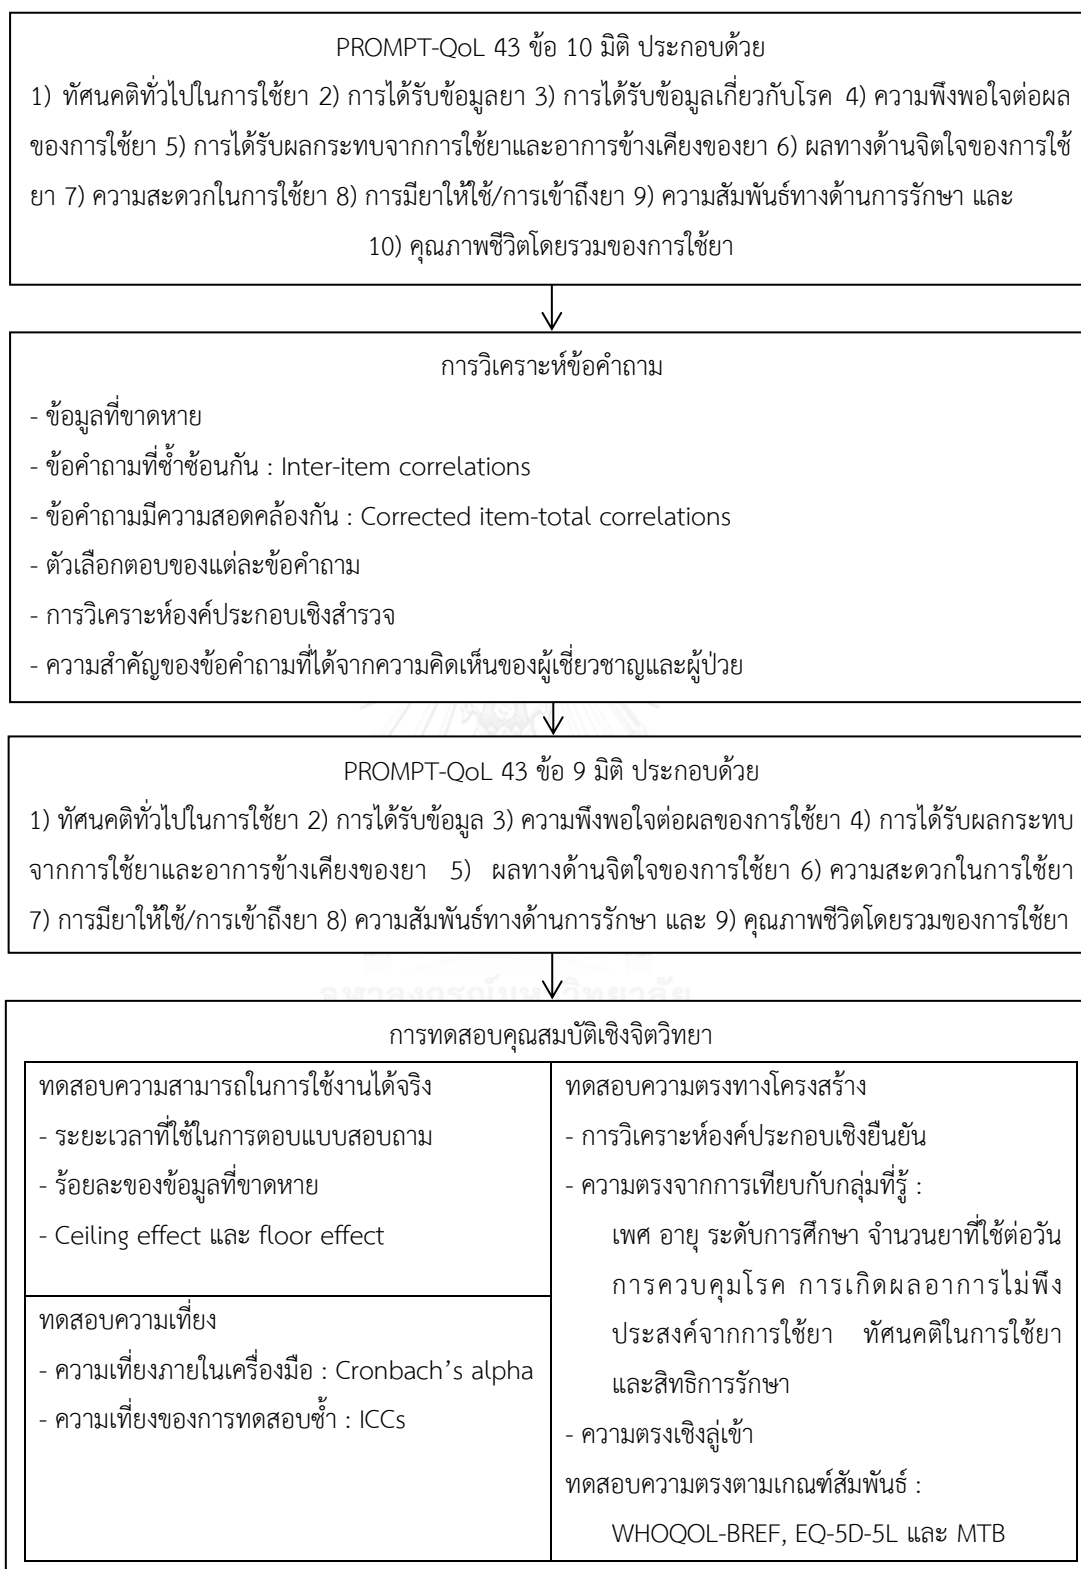 PROMPT-QoL 43 ข้อ 10 มิติ ประกอบด้วย
1) ทัศนคติทั่วไปในการใช้ยา 2) การได้รับข้อมูลยา 3) การได้รับข้อมูลเกี่ยวกับโรค 4) ความพึงพอใจต่อผล
ของการใช้ยา 5) การได้รับผลกระทบจากการใช้ยาและอาการข้างเคียงของยา 6) ผลทางด้านจิตใจของการใช้
ยา 7) ความสะดวกในการใช้ยา 8) การมียาให้ใช้/การเข้าถึงยา 9) ความสัมพันธ์ทางด้านการรักษา และ
10) คุณภาพชีวิตโดยรวมของการใช้ยา
การวิเคราะห์ข้อคำถาม
- ข้อมูลที่ขาดหาย
- ข้อคำถามที่ซ้ำซ้อนกัน : Inter-item correlations
- ข้อคำถามมีความสอดคล้องกัน : Corrected item-total correlations
- ตัวเลือกตอบของแต่ละข้อคำถาม
- การวิเคราะห์องค์ประกอบเชิงสำรวจ
- ความสำคัญของข้อคำถามที่ได้จากความคิดเห็นของผู้เชี่ยวชาญและผู้ป่วย
PROMPT-QoL 43 ข้อ 9 มิติ ประกอบด้วย
1) ทัศนคติทั่วไปในการใช้ยา 2) การได้รับข้อมูล 3) ความพึงพอใจต่อผลของการใช้ยา 4) การได้รับผลกระทบ
จากการใช้ยาและอาการข้างเคียงของยา 5) ผลทางด้านจิตใจของการใช้ยา 6) ความสะดวกในการใช้ยา
7) การมียาให้ใช้/การเข้าถึงยา 8) ความสัมพันธ์ทางด้านการรักษา และ 9) คุณภาพชีวิตโดยรวมของการใช้ยา
จุฬาลงกรณ์มหาวิทยาลัย
การทดสอบคุณสมบัติเชิงจิตวิทยา
ทดสอบความสามารถในการใช้งานได้จริง
- ระยะเวลาที่ใช้ในการตอบแบบสอบถาม
- ร้อยละของข้อมูลที่ขาดหาย
- Ceiling effect และ floor effect
ทดสอบความเที่ยง
- ความเที่ยงภายในเครื่องมือ : Cronbach's alpha
- ความเที่ยงของการทดสอบซ้ำ : ICCs
ทดสอบความตรงทางโครงสร้าง
- การวิเคราะห์องค์ประกอบเชิงยืนยัน
- ความตรงจากการเทียบกับกลุ่มที่รู้ :
เพศ อายุ ระดับการศึกษา จำนวนยาที่ใช้ต่อวัน
การควบคุมโรค การเกิดผลอาการไม่พึง
ประสงค์จากการใช้ยา ทัศนคติในการใช้ยา
และสิทธิการรักษา
- ความตรงเชิงลู่เข้า
ทดสอบความตรงตามเกณฑ์สัมพันธ์ :
WHOQOL-BREF, EQ-5D-5L และ MTB